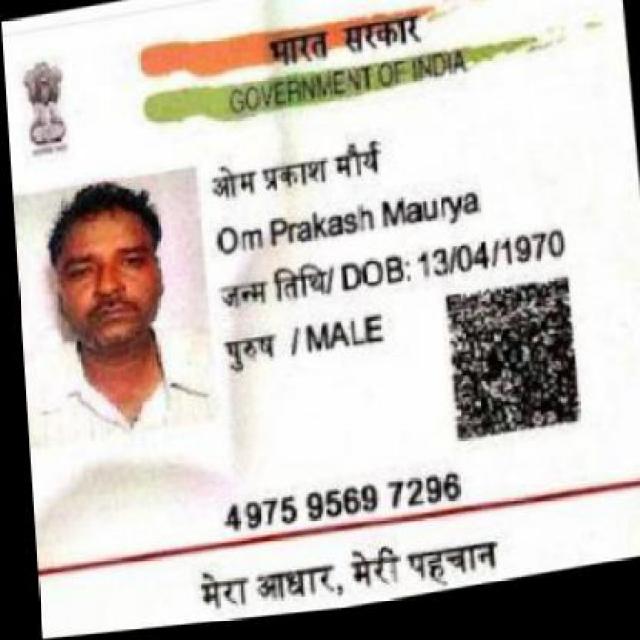 भारत सरकार
GOVERNMENT OF INDIA
ओम प्रकाश मौर्य
Om Prakash Maurya
जन्म तिथि/ DOB: 13/04/1970
पुरुष / MALE
4975 9569 7296
मेरा आधार, मेरी पहचान